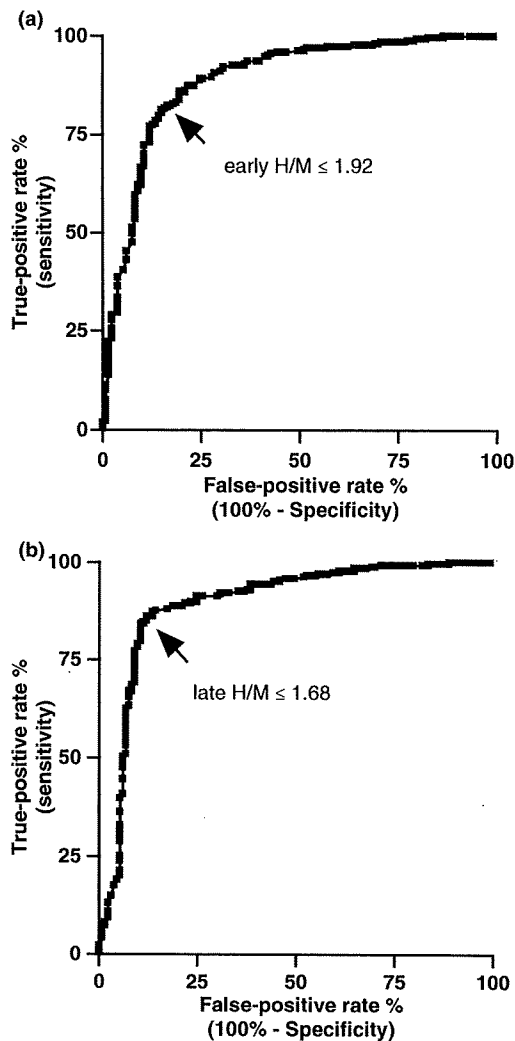 (a)
100
75
50
25
0
True-positive rate %
(sensitivity)
early H/M ≤ 1.92
0 25 50 75 100
False-positive rate %
(100% - Specificity)
(b)
100
75
50
25
0
True-positive rate %
(sensitivity)
late H/M ≤ 1.68
0 25 50 75 100
False-positive rate %
(100% - Specificity)